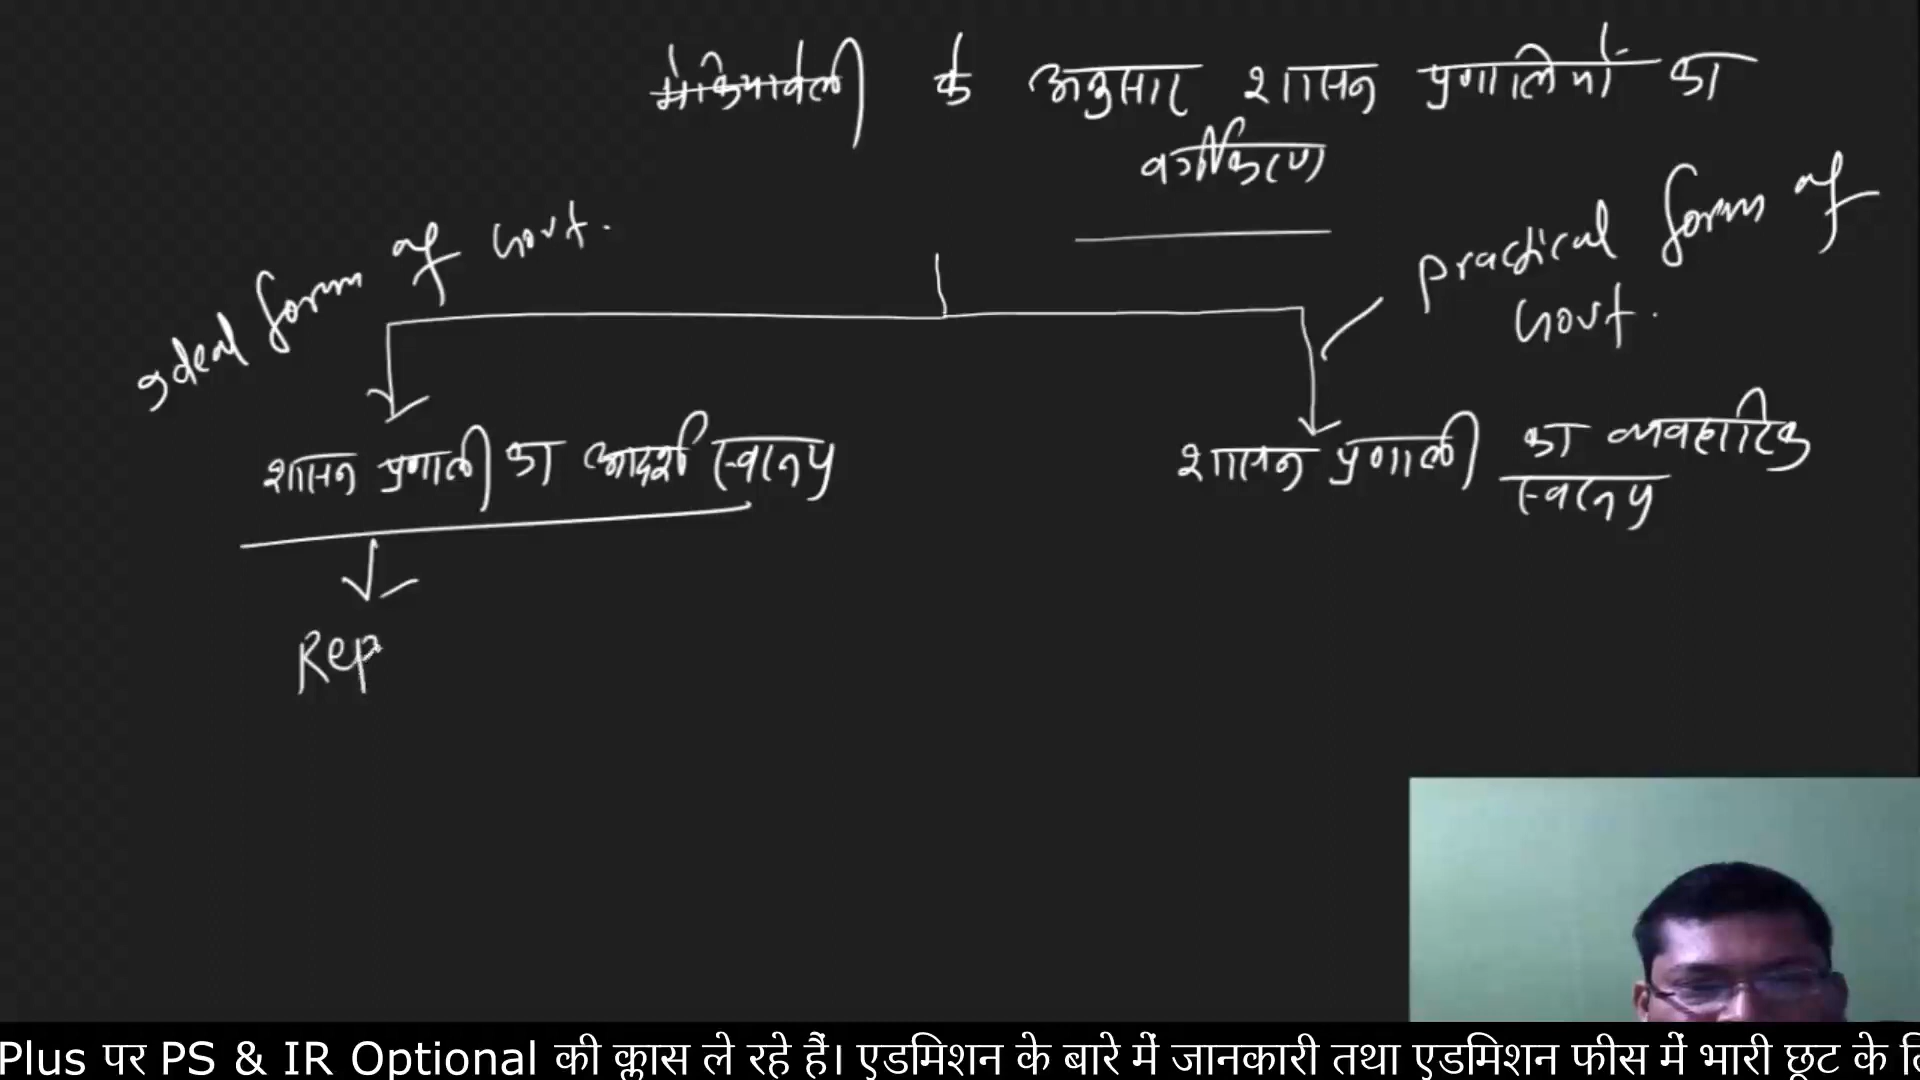 मैकियावेली के अनुसार शासन प्रणालियों का
वर्गीकरण
Ideal form of Govt.
practical form of
Govt.
शासन प्रणाली का आदर्श स्वरूप
शासन प्रणाली का व्यवहारिक
स्वरूप
Rep
Plus पर PS & IR Optional की क्लास ले रहे हैं। एडमिशन के बारे में जानकारी तथा एडमिशन फीस में भारी छूट के